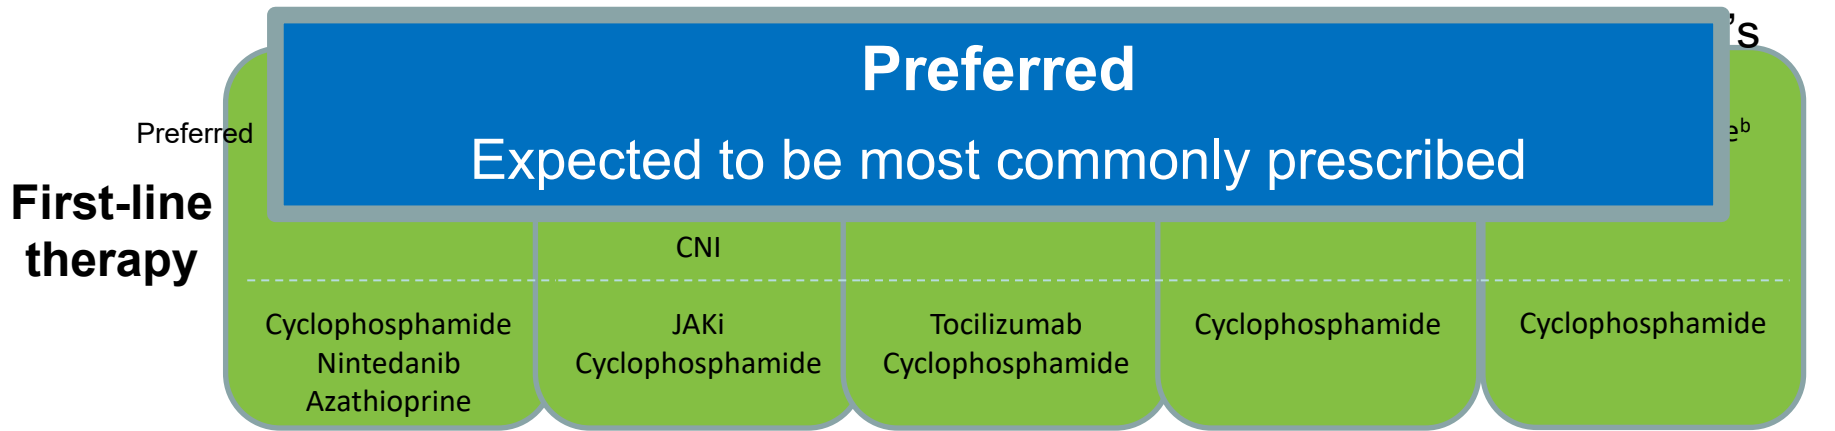 's
Preferred
Expected to be most commonly prescribed
Preferred
First-line
therapy
CNI
Cyclophosphamide
Nintedanib
Azathioprine
JAKi
Cyclophosphamide
Tocilizumab
Cyclophosphamide
Cyclophosphamide
Cyclophosphamide